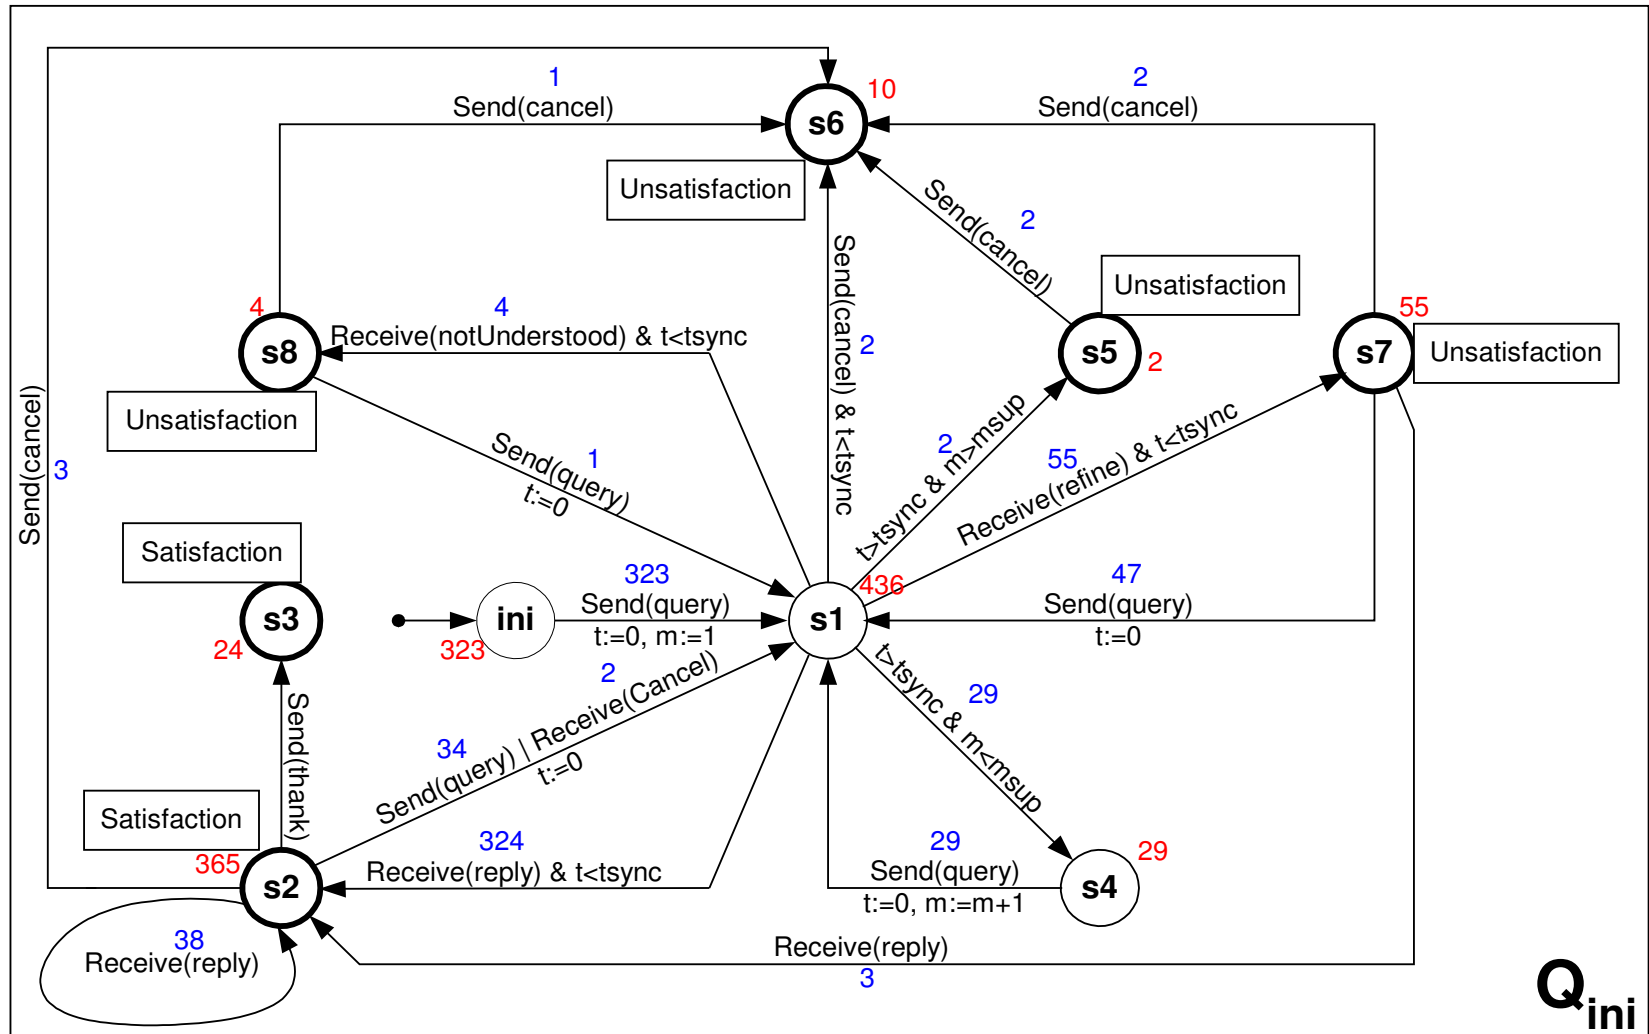 1
Send(cancel)
10
2
Send(cancel)
s6
Unsatisfaction
Send(cancel)
2
Send(cancel) & t<tsync
2
Unsatisfaction
4
4
Receive(notUnderstood) & t<tsync
s8
Unsatisfaction
s5
2
55
s7
Unsatisfaction
Send(cancel)
3
Send(query)
1
t:=0
t>tsync & m>msup
2
55
Receive(refine) & t<tsync
Satisfaction
s3
24
323
Send(query)
t:=0, m:=1
ini
323
s1
436
47
Send(query)
t:=0
Send(thank)
2
34
Send(query) | Receive(Cancel)
t:=0
t>tsync & m<msup
29
Satisfaction
365
s2
324
Receive(reply) & t<tsync
29
Send(query)
t:=0, m:=m+1
29
s4
38
Receive(reply)
Receive(reply)
3
Qini